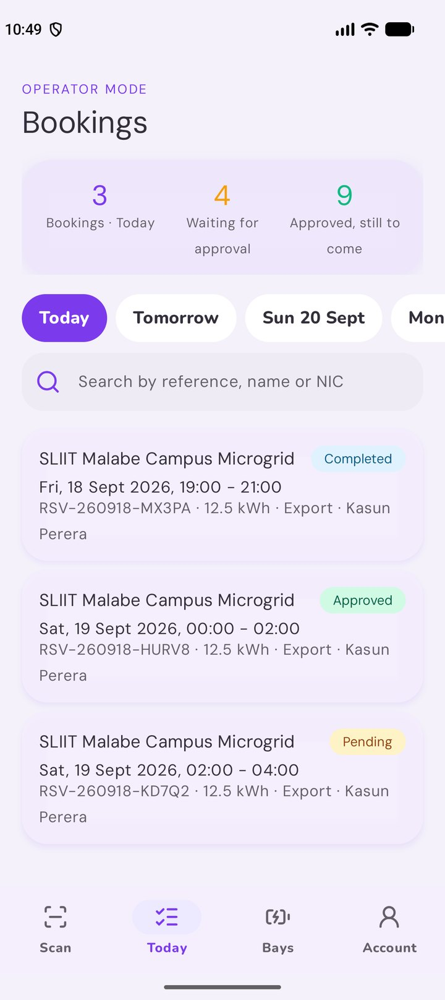 10:49
OPERATOR MODE
Bookings
3
Bookings · Today
4
Waiting for
approval
9
Approved, still to
come
Today
Tomorrow
Sun 20 Sept
Mon
Search by reference, name or NIC
SLIIT Malabe Campus Microgrid
Completed
Fri, 18 Sept 2026, 19:00 – 21:00
RSV-260918-MX3PA · 12.5 kWh · Export · Kasun
Perera
SLIIT Malabe Campus Microgrid
Approved
Sat, 19 Sept 2026, 00:00 – 02:00
RSV-260918-HURV8 · 12.5 kWh · Export · Kasun
Perera
SLIIT Malabe Campus Microgrid
Pending
Sat, 19 Sept 2026, 02:00 – 04:00
RSV-260918-KD7Q2 · 12.5 kWh · Export · Kasun
Perera
Scan
Today
Bays
Account